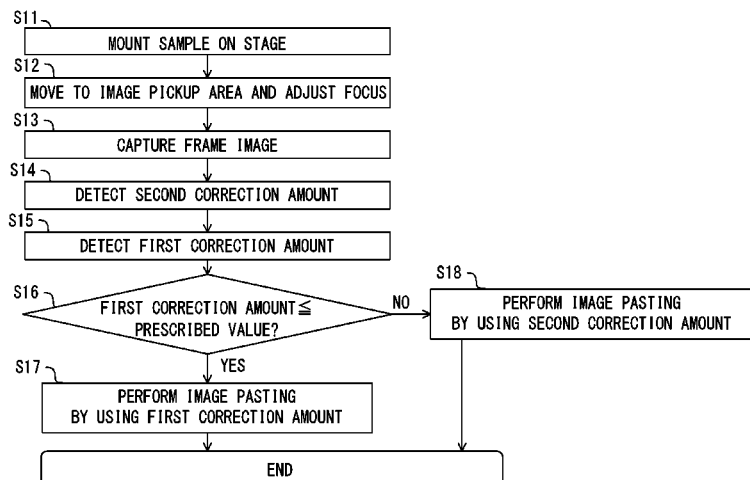 S11
MOUNT SAMPLE ON STAGE
S12
MOVE TO IMAGE PICKUP AREA AND ADJUST FOCUS
S13
CAPTURE FRAME IMAGE
S14
DETECT SECOND CORRECTION AMOUNT
S15
DETECT FIRST CORRECTION AMOUNT
S16
FIRST CORRECTION AMOUNT≦
PRESCRIBED VALUE?
NO
S18
PERFORM IMAGE PASTING
BY USING SECOND CORRECTION AMOUNT
YES
S17
PERFORM IMAGE PASTING
BY USING FIRST CORRECTION AMOUNT
END